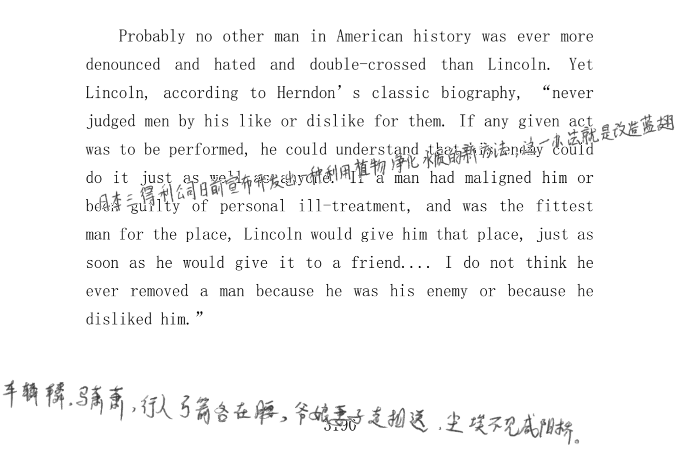 Probably no other man in American history was ever more
denounced and hated and double-crossed than Lincoln. Yet
Lincoln, according to Herndon’s classic biography, “never
judged men by his like or dislike for them. If any given act
was to be performed, he could understand that his enemy could
do it just as well as anyone. If a man had maligned him or
been guilty of personal ill-treatment, and was the fittest
man for the place, Lincoln would give him that place, just as
soon as he would give it to a friend.... I do not think he
ever removed a man because he was his enemy or because he
disliked him.”
日本三得利公司日前宣布开发出一种利用植物净化水质的新方法,这一办法就是改造蓝翅
车辚辚,马萧萧,行人弓箭各在腰。爷娘妻子走相送,尘埃不见咸阳桥。
3190